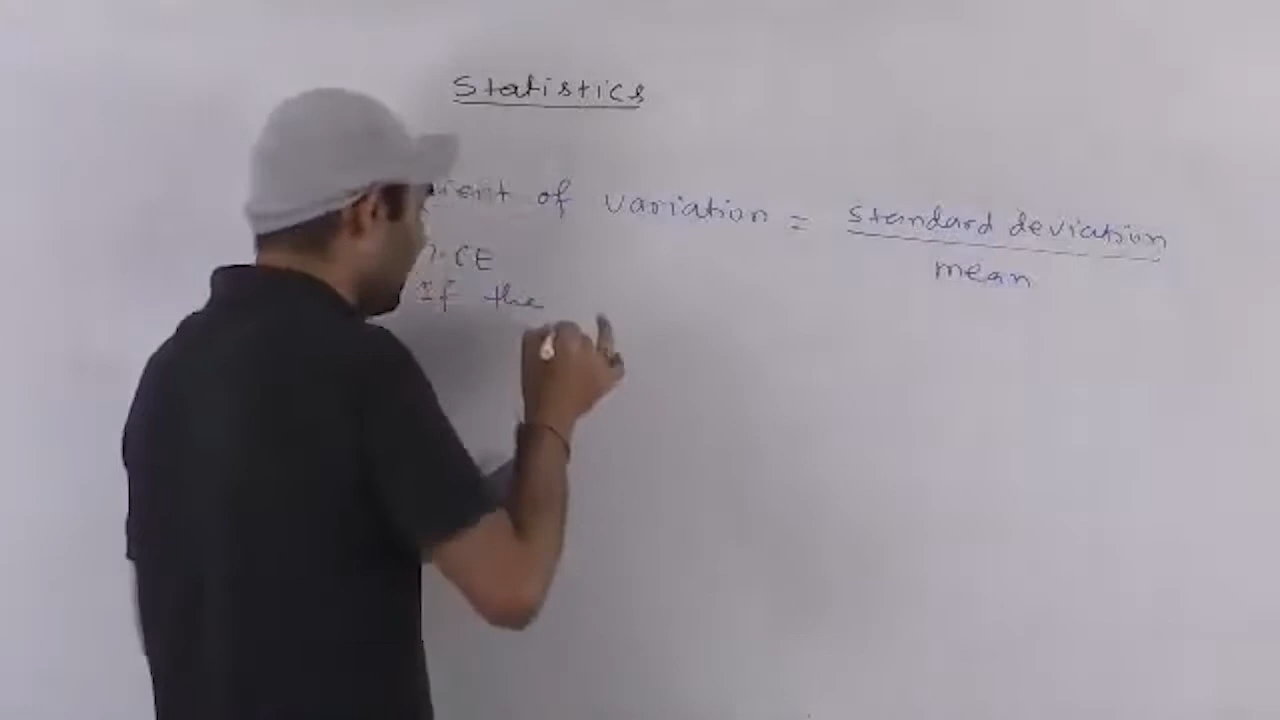 Statistics
of variation = standard deviation
mean
CE
If the